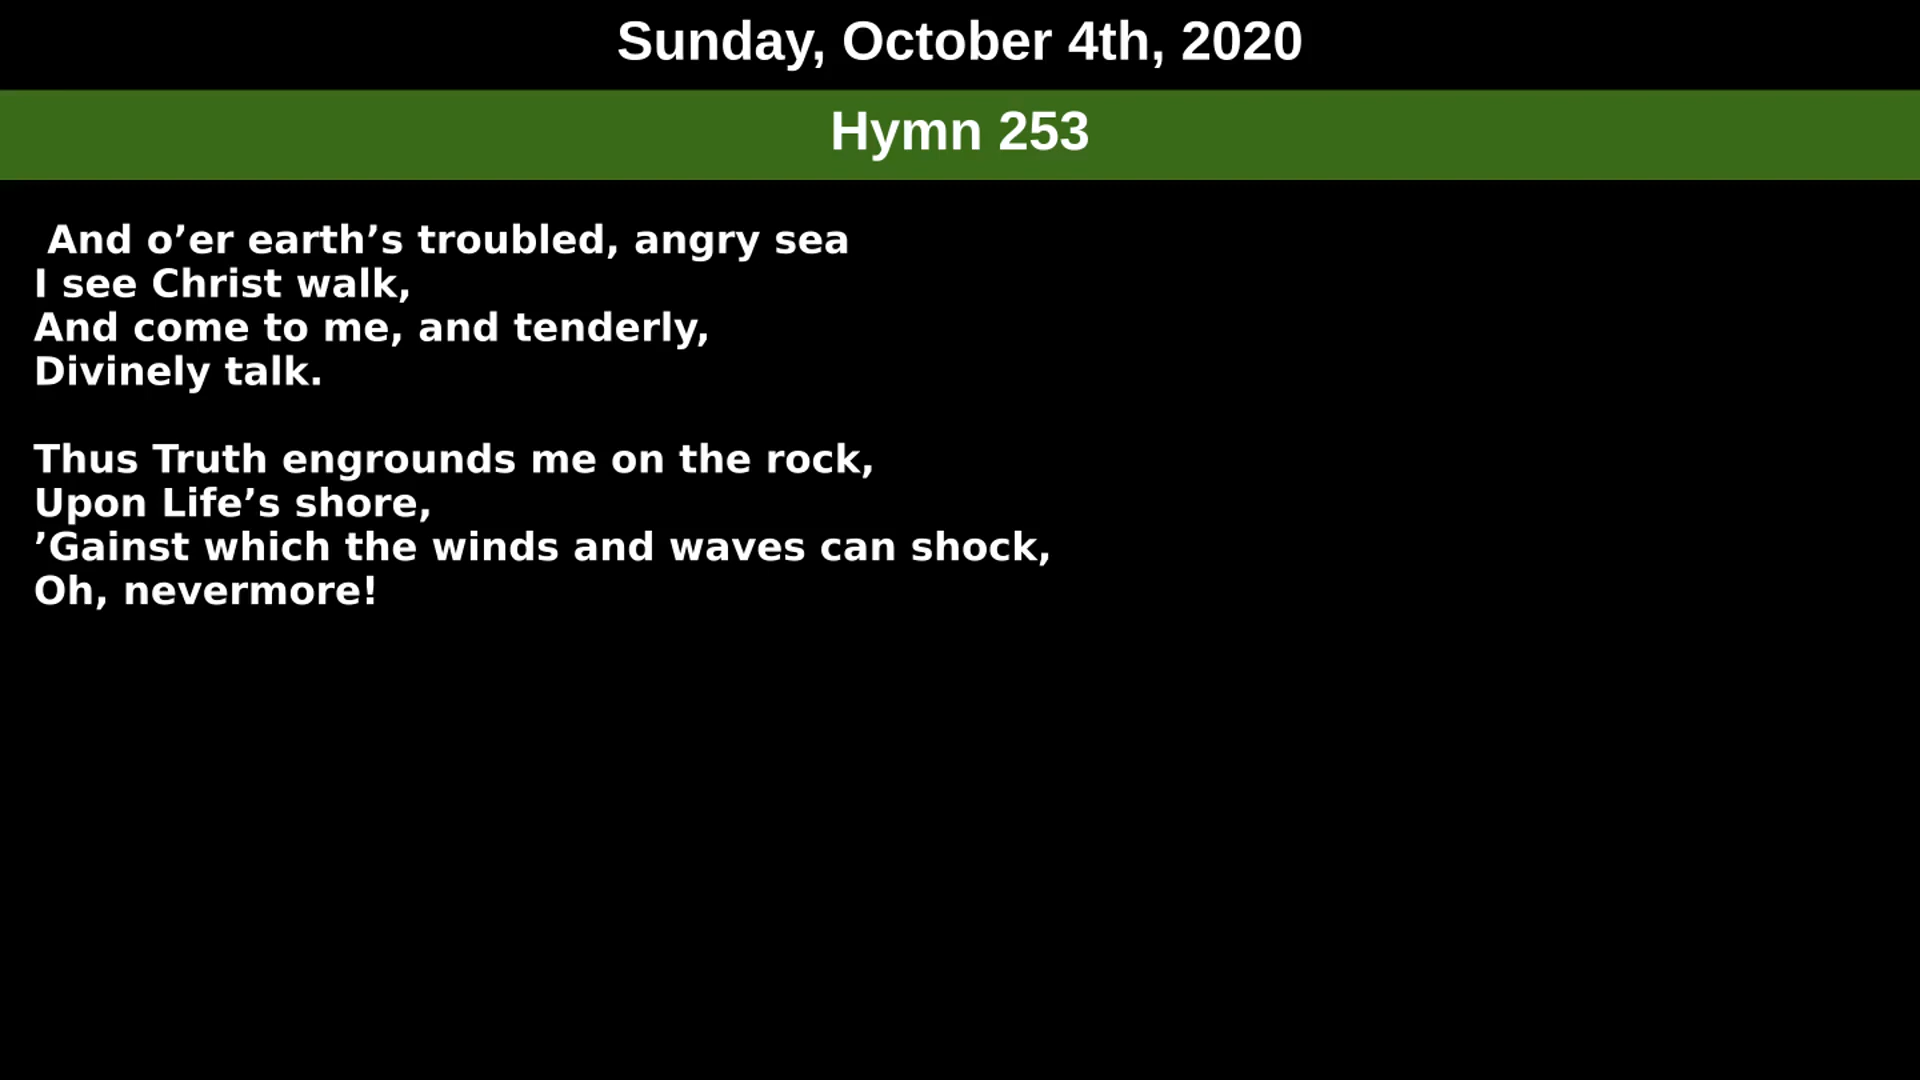 Sunday, October 4th, 2020
Hymn 253
And o’er earth’s troubled, angry sea
I see Christ walk,
And come to me, and tenderly,
Divinely talk.
Thus Truth engrounds me on the rock,
Upon Life’s shore,
’Gainst which the winds and waves can shock,
Oh, nevermore!